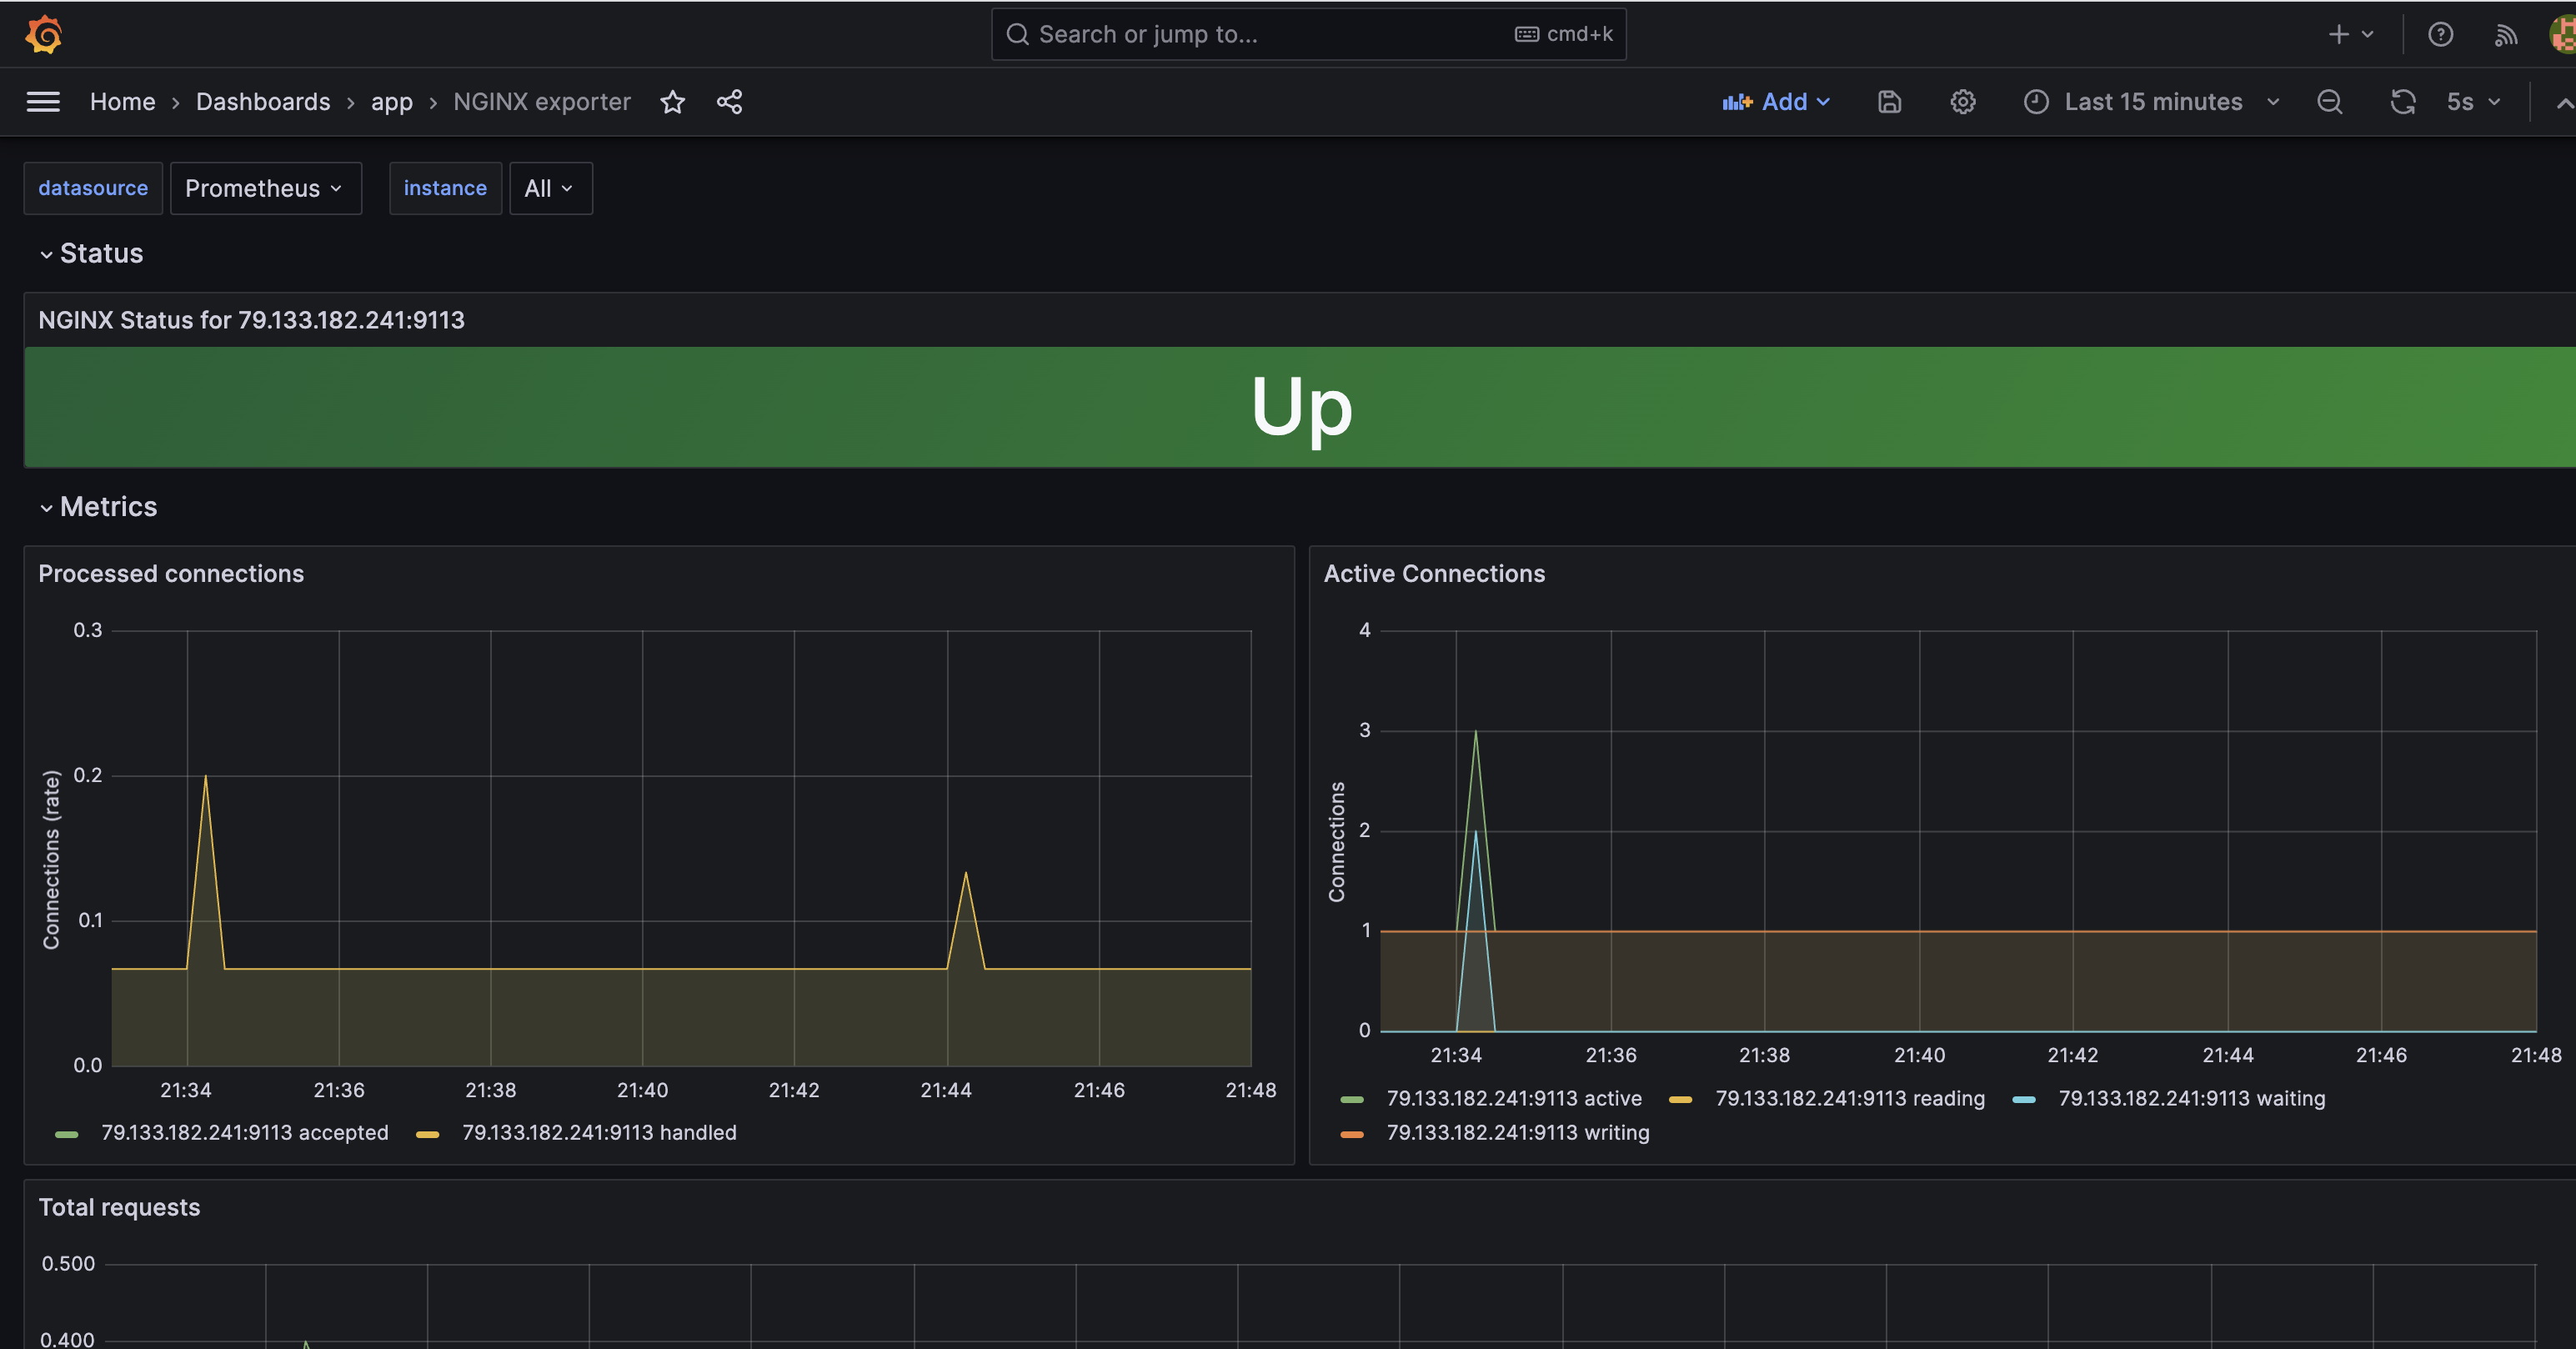 Search or jump to... cmd+k
Home › Dashboards › app › NGINX exporter Add Last 15 minutes 5s
datasource Prometheus instance All
Status
NGINX Status for 79.133.182.241:9113
Up
Metrics
Processed connections
0.3
0.2
0.1
0.0
Connections (rate)
21:34 21:36 21:38 21:40 21:42 21:44 21:46 21:48
79.133.182.241:9113 accepted 79.133.182.241:9113 handled
Active Connections
4
3
2
1
0
Connections
21:34 21:36 21:38 21:40 21:42 21:44 21:46 21:48
79.133.182.241:9113 active 79.133.182.241:9113 reading 79.133.182.241:9113 waiting
79.133.182.241:9113 writing
Total requests
0.500
0.400